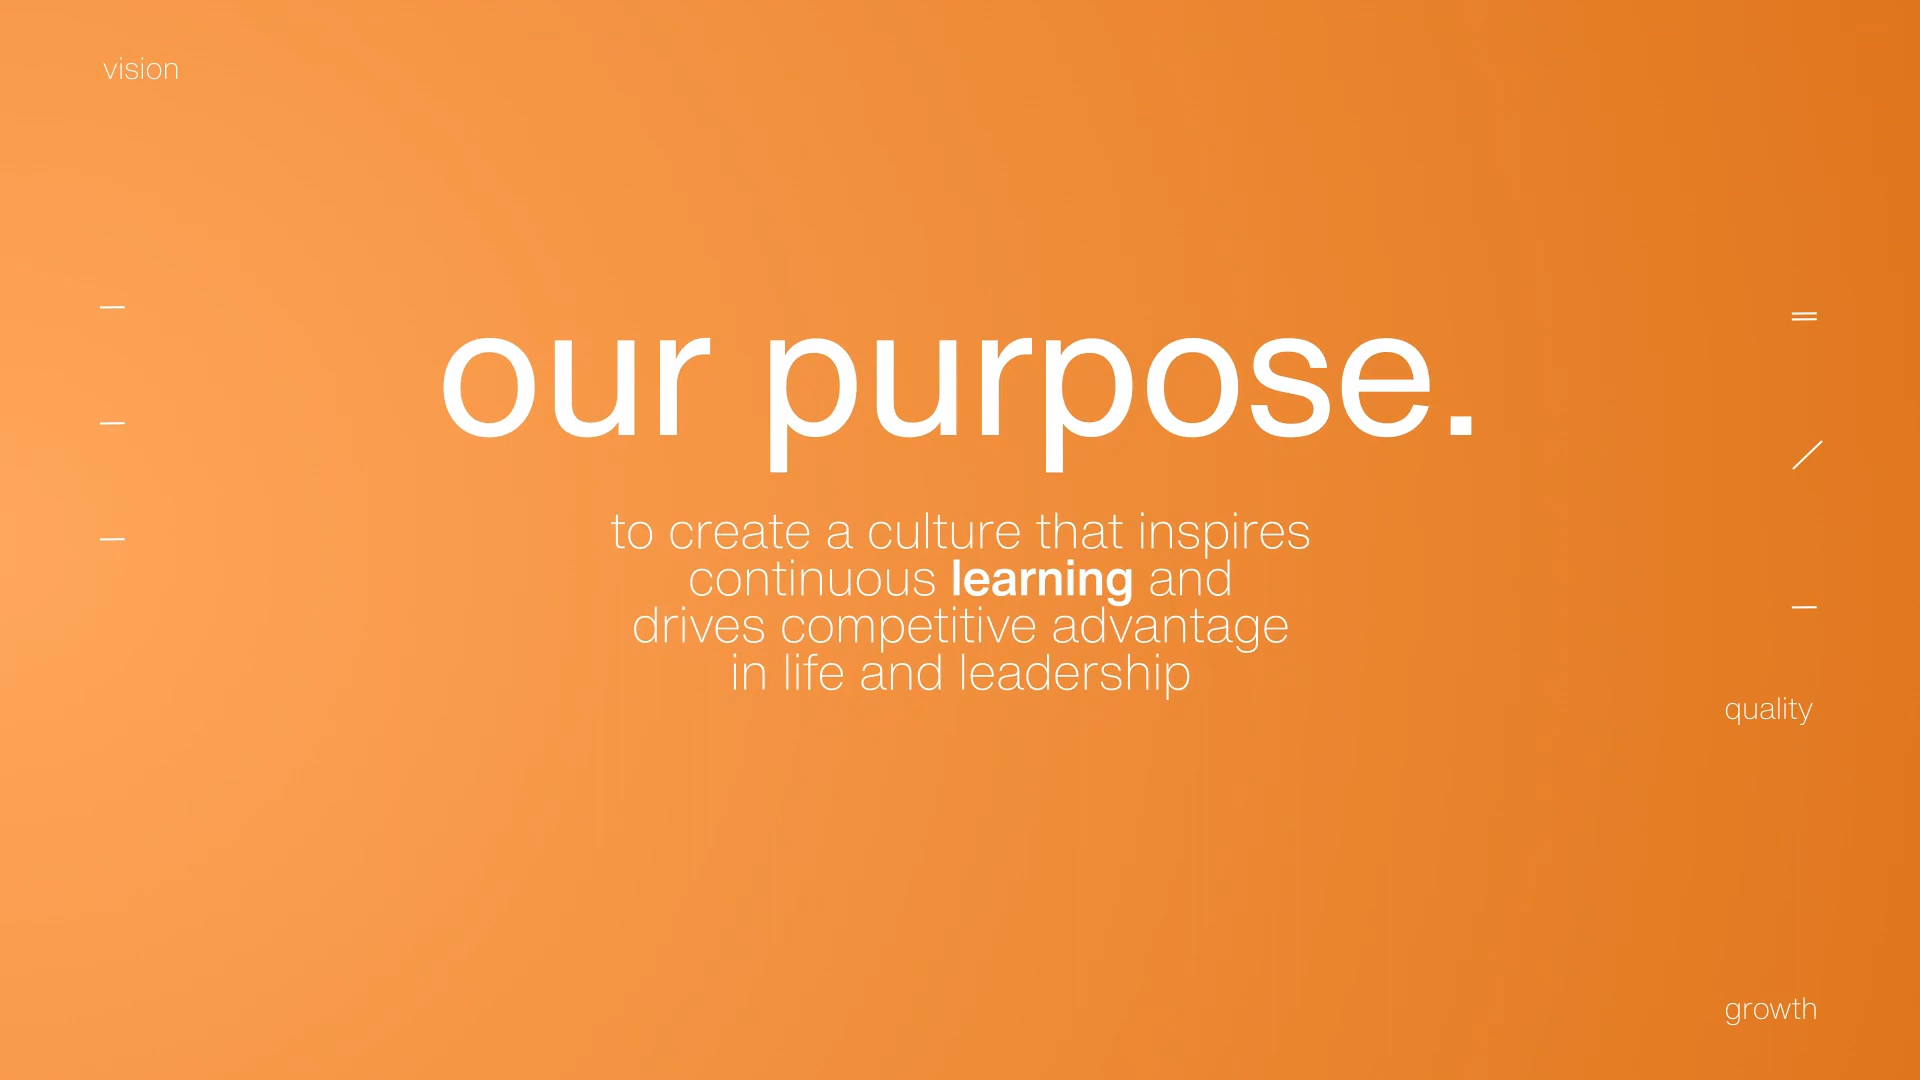 vision
our purpose.
to create a culture that inspires
continuous learning and
drives competitive advantage
in life and leadership
quality
growth